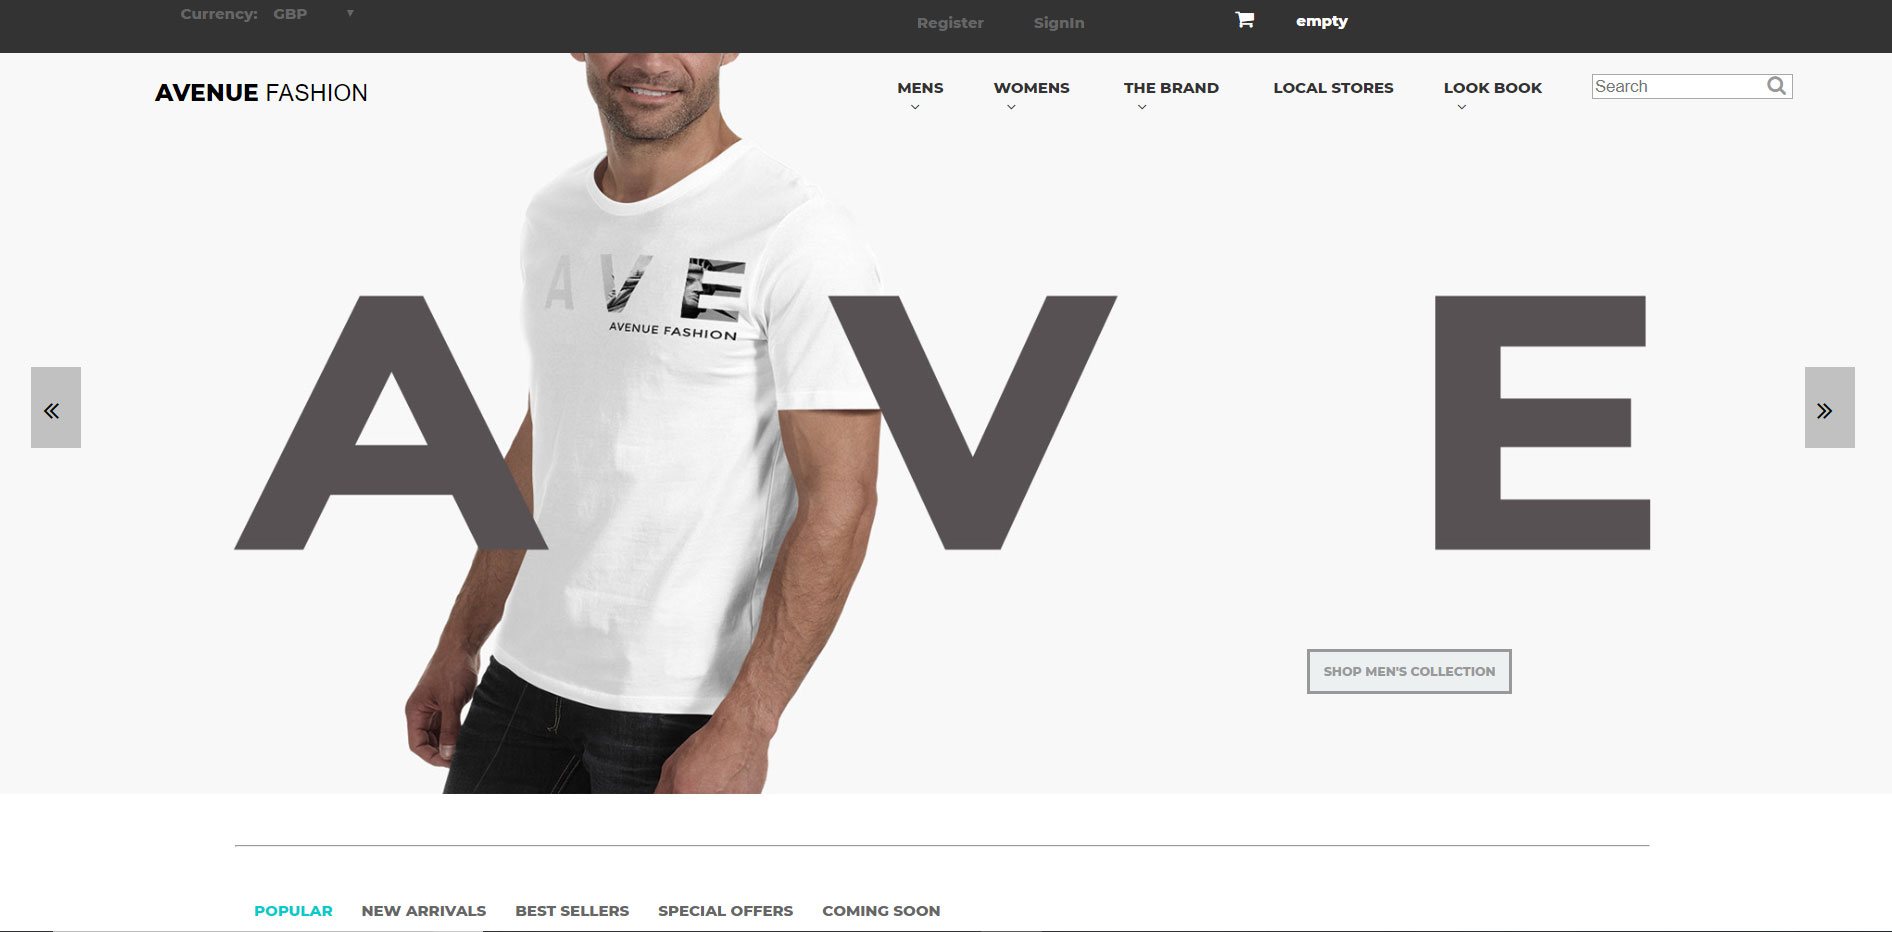 Currency: GBP ▼
Register SignIn empty
AVENUE FASHION
MENS WOMENS THE BRAND LOCAL STORES LOOK BOOK Search
AVE
AVENUE FASHION
A V E
SHOP MEN'S COLLECTION
POPULAR NEW ARRIVALS BEST SELLERS SPECIAL OFFERS COMING SOON